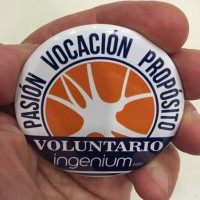 PASIÓN VOCACIÓN PROPÓSITO
VOLUNTARIO
ingenium